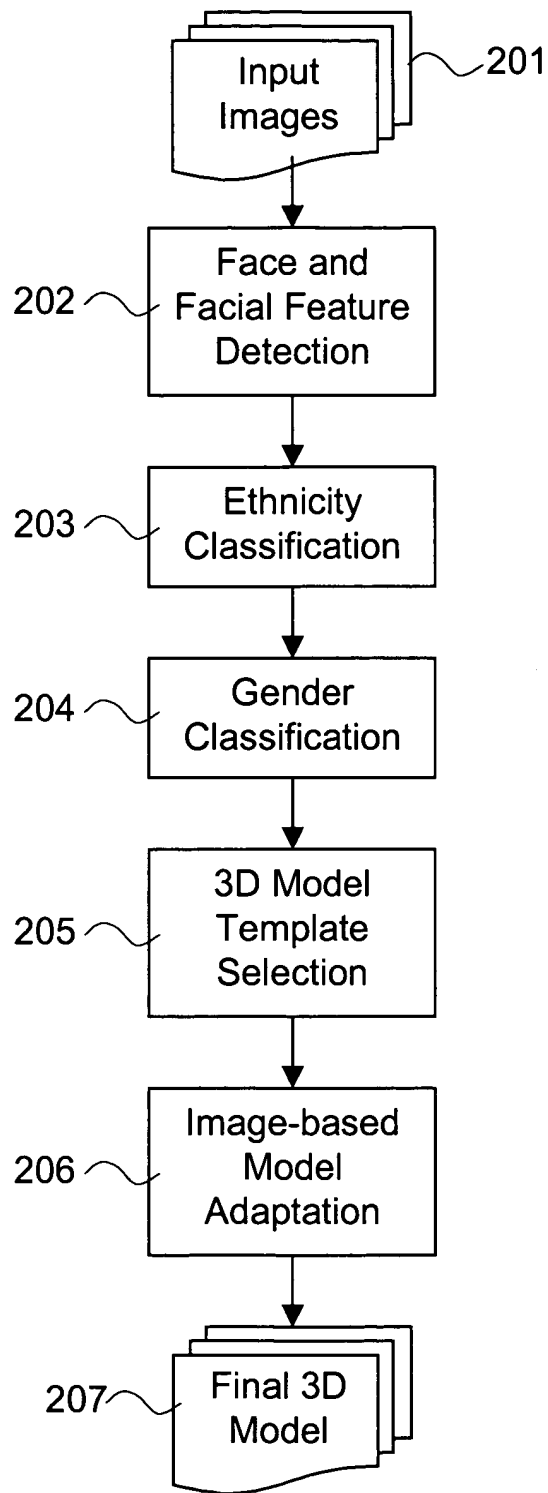 Input
Images
201
202
Face and
Facial Feature
Detection
203
Ethnicity
Classification
204
Gender
Classification
205
3D Model
Template
Selection
206
Image-based
Model
Adaptation
207
Final 3D
Model